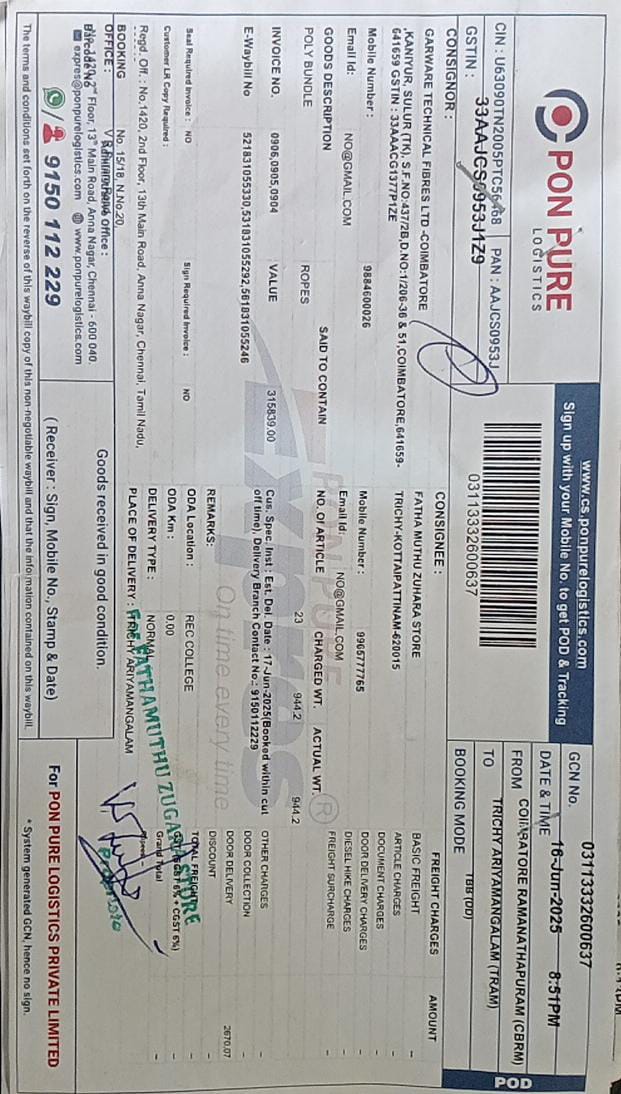 PON PURE
LOGISTICS
www.cs.ponpurelogistics.com
Sign up with your Mobile No. to get POD & Tracking
CIN : U63090TN2005PTC56468 PAN : AAJCS0953J
GSTIN : 33AAJCS0953J1Z9
03113332600637
GCN No. 03113332600637
DATE & TIME 16-Jun-2025 8:51PM
FROM COIMBATORE RAMANATHAPURAM (CBRM)
TO TRICHY ARIYAMANGALAM (TRAM)
BOOKING MODE TBB (OD)
POD
CONSIGNOR :
GARWARE TECHNICAL FIBRES LTD -COIMBATORE
,KANIYUR, SULUR (TK), S.F.NO:437/2B,D.NO:1/206-36 & 51,COIMBATORE,641659-
641659 GSTIN : 33AAACG1377P1ZE
Mobile Number : 9884600026
Email Id: NO@GMAIL.COM
CONSIGNEE :
FATHA MUTHU ZUHARA STORE
TRICHY-KOTTAIPATTINAM-620015
Mobile Number : 9965777765
Email Id: NO@GMAIL.COM
GOODS DESCRIPTION SAID TO CONTAIN NO. OF ARTICLE CHARGED WT. ACTUAL WT.
POLY BUNDLE ROPES 23 944.2 944.2
INVOICE NO. 0906,0905,0904 VALUE 315839.00
E-Waybill No 521831055330,531831055292,561831055246
Cus. Spec. Inst : Est. Del. Date : 17-Jun-2025(Booked within cut
off time) , Delivery Branch Contact No : 9150112229
REMARKS:
PONPURE
Express
On time every time
R
Seal Required Invoice : NO Sign Required Invoice : NO
Customer LR Copy Required :
ODA Location : REC COLLEGE
ODA Km : 0.00
DELIVERY TYPE : NORMAL
PLACE OF DELIVERY : TRICHY ARIYAMANGALAM
FREIGHT CHARGES AMOUNT
BASIC FREIGHT --
ARTICLE CHARGES -
DOCUMENT CHARGES -
DOOR DELIVERY CHARGES -
DIESEL HIKE CHARGES -
FREIGHT SURCHARGE -
OTHER CHARGES -
DOOR COLLECTION -
DOOR DELIVERY 2670.07
DISCOUNT -
TOTAL FREIGHT -
CGST 6%)
Grand Total -
Regd. Off. : No.1420, 2nd Floor, 13th Main Road, Anna Nagar, Chennai, Tamil Nadu,
BOOKING
OFFICE :
No. 15/18, N.No.20,
2nd Floor, 13th Main Road, Anna Nagar, Chennai - 600 040.
expres@ponpurelogistics.com www.ponpurelogistics.com
/ 9150 112 229
Goods received in good condition.
( Receiver : Sign, Mobile No., Stamp & Date)
FATHAMUTHU ZUGARA STORE
For PON PURE LOGISTICS PRIVATE LIMITED
The terms and conditions set forth on the reverse of this waybill copy of this non-negotiable waybill and that the information contained on this waybill.
* System generated GCN, hence no sign.